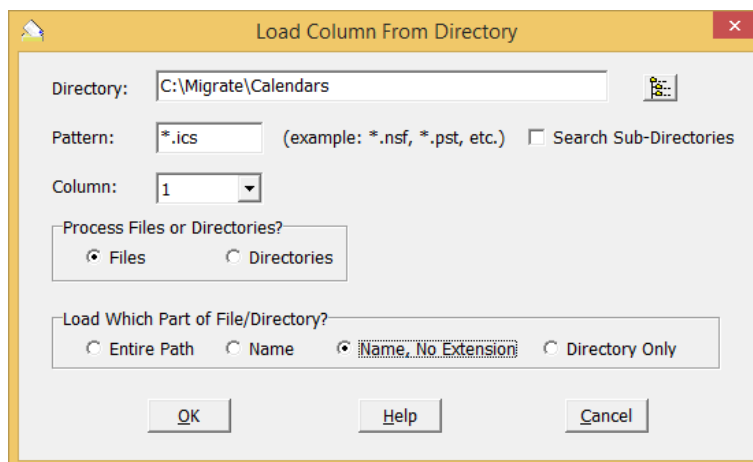 Load Column From Directory
Directory: C:\Migrate\Calendars
Pattern: *.ics (example: *.nsf, *.pst, etc.) Search Sub-Directories
Column: 1
Process Files or Directories?
Files Directories
Load Which Part of File/Directory?
Entire Path Name Name, No Extension Directory Only
OK Help Cancel